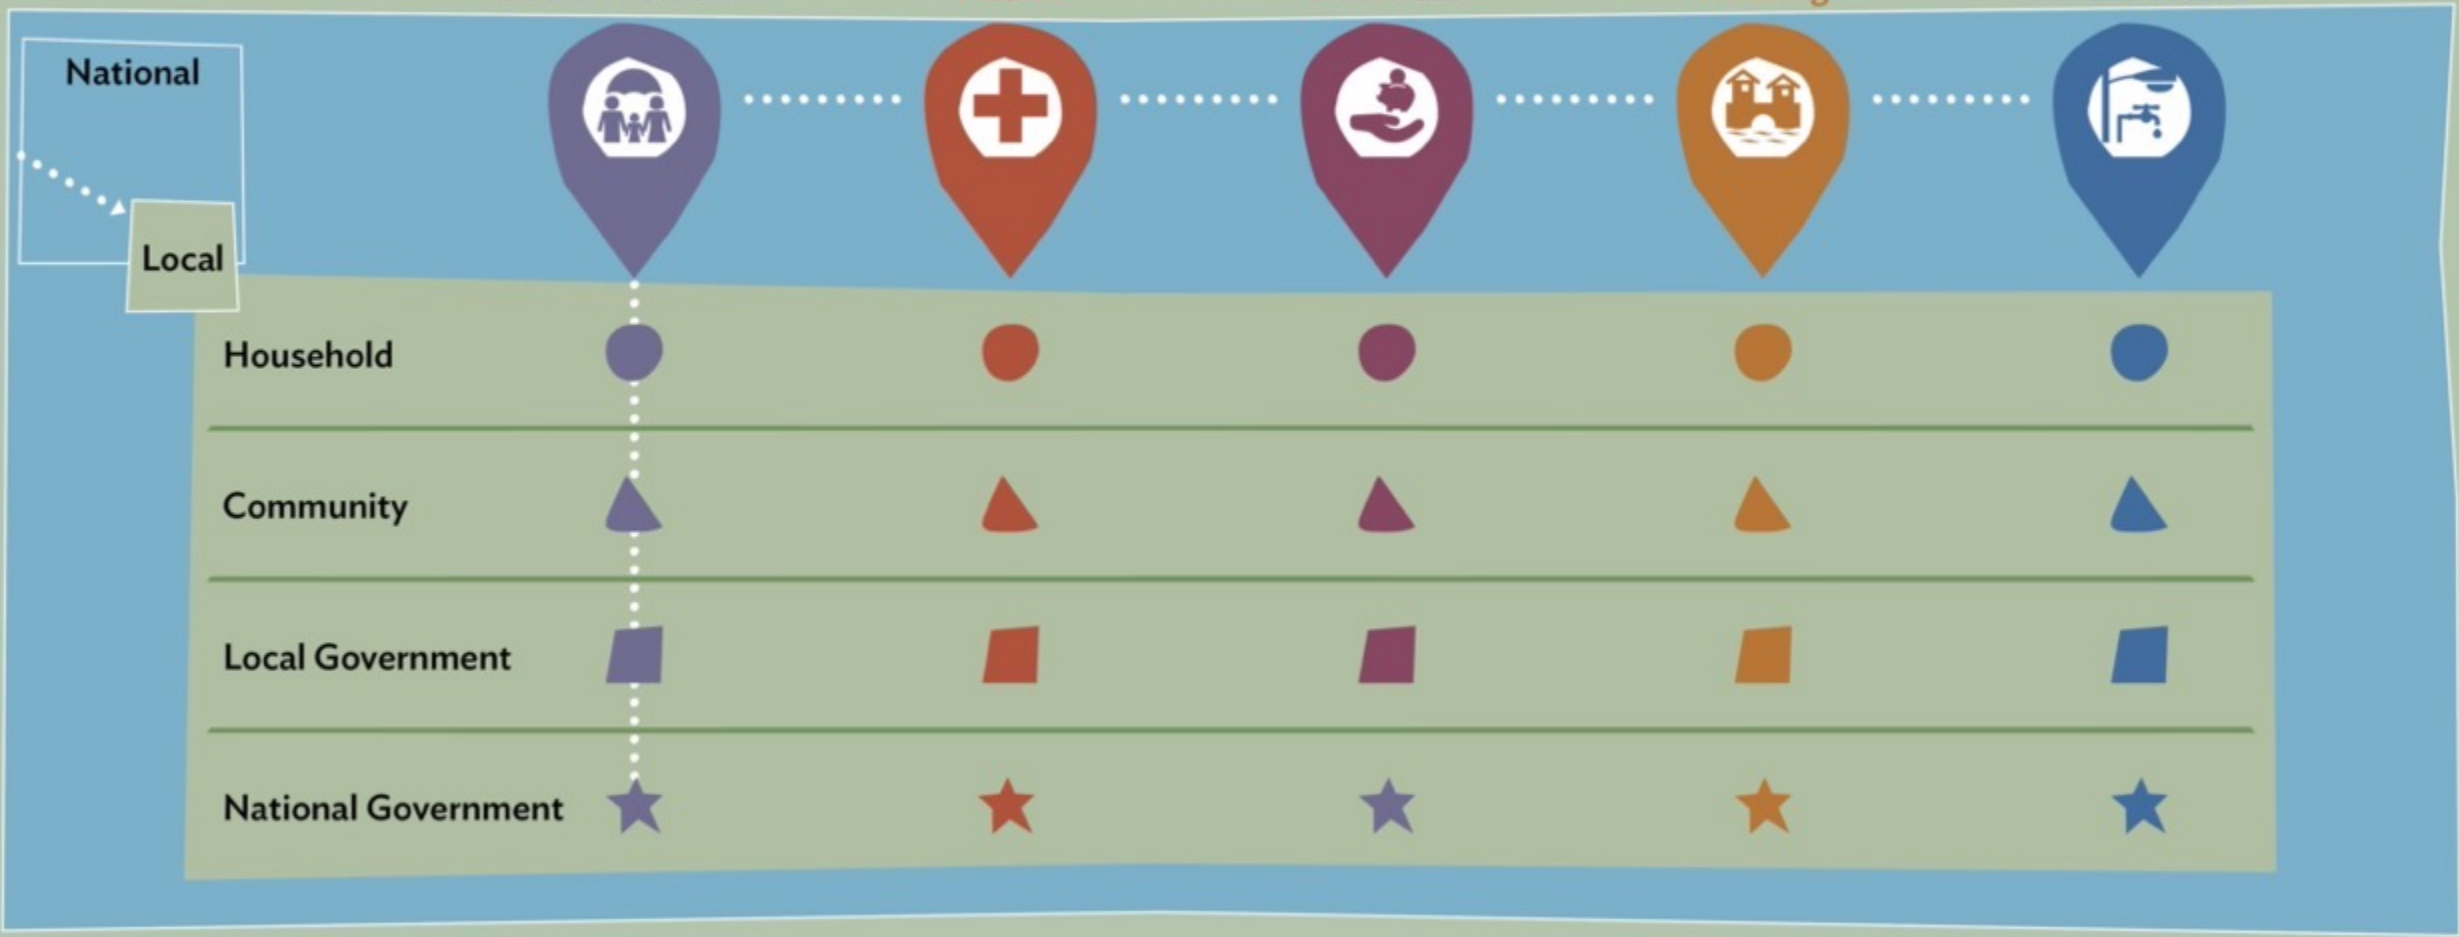 National
Local
Household
Community
Local Government
National Government